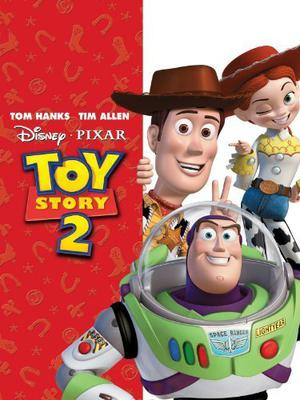 TOM HANKS TIM ALLEN
Disney · PIXAR
TOY
STORY
2
SPACE RANGER
LIGHTYEAR